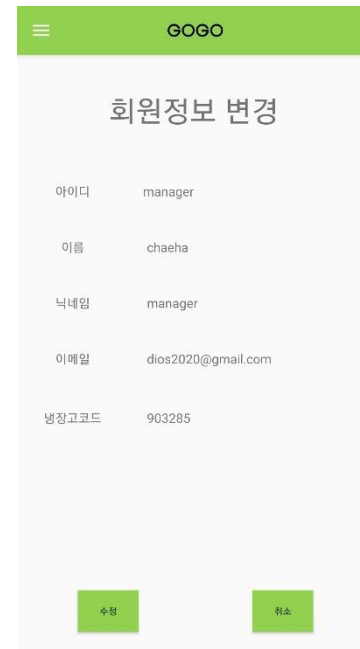 GOGO
회원정보 변경
아이디 manager
이름 chaeha
닉네임 manager
이메일 dios2020@gmail.com
냉장고코드 903285
수정 취소